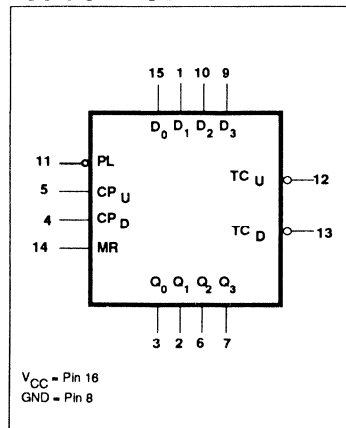 15 1 10 9
D0 D1 D2 D3
11 PL
5 CPU
4 CPD
14 MR
TCU 12
TCD 13
Q0 Q1 Q2 Q3
3 2 6 7
VCC = Pin 16
GND = Pin 8